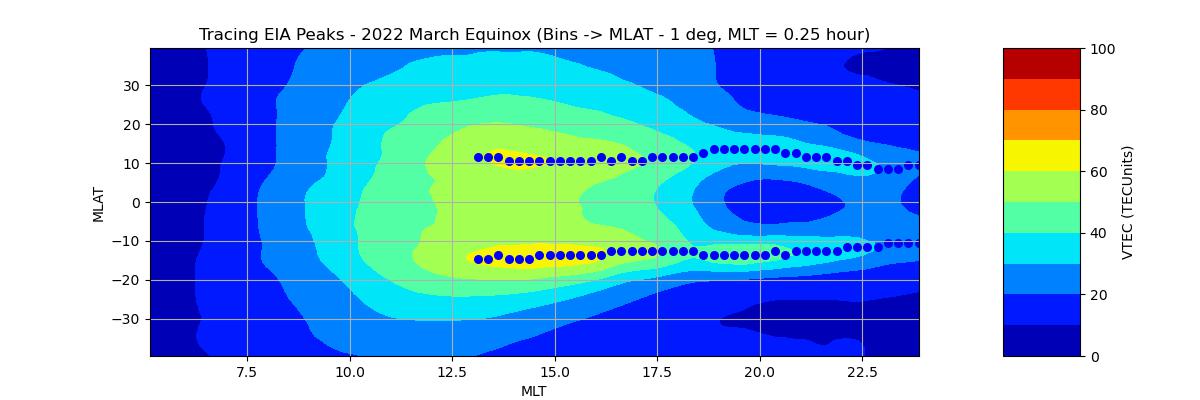 Tracing EIA Peaks - 2022 March Equinox (Bins -> MLAT - 1 deg, MLT = 0.25 hour)
MLAT
30
20
10
0
−10
−20
−30
7.5 10.0 12.5 15.0 17.5 20.0 22.5
MLT
100
80
60
40
20
0
VTEC (TECUnits)